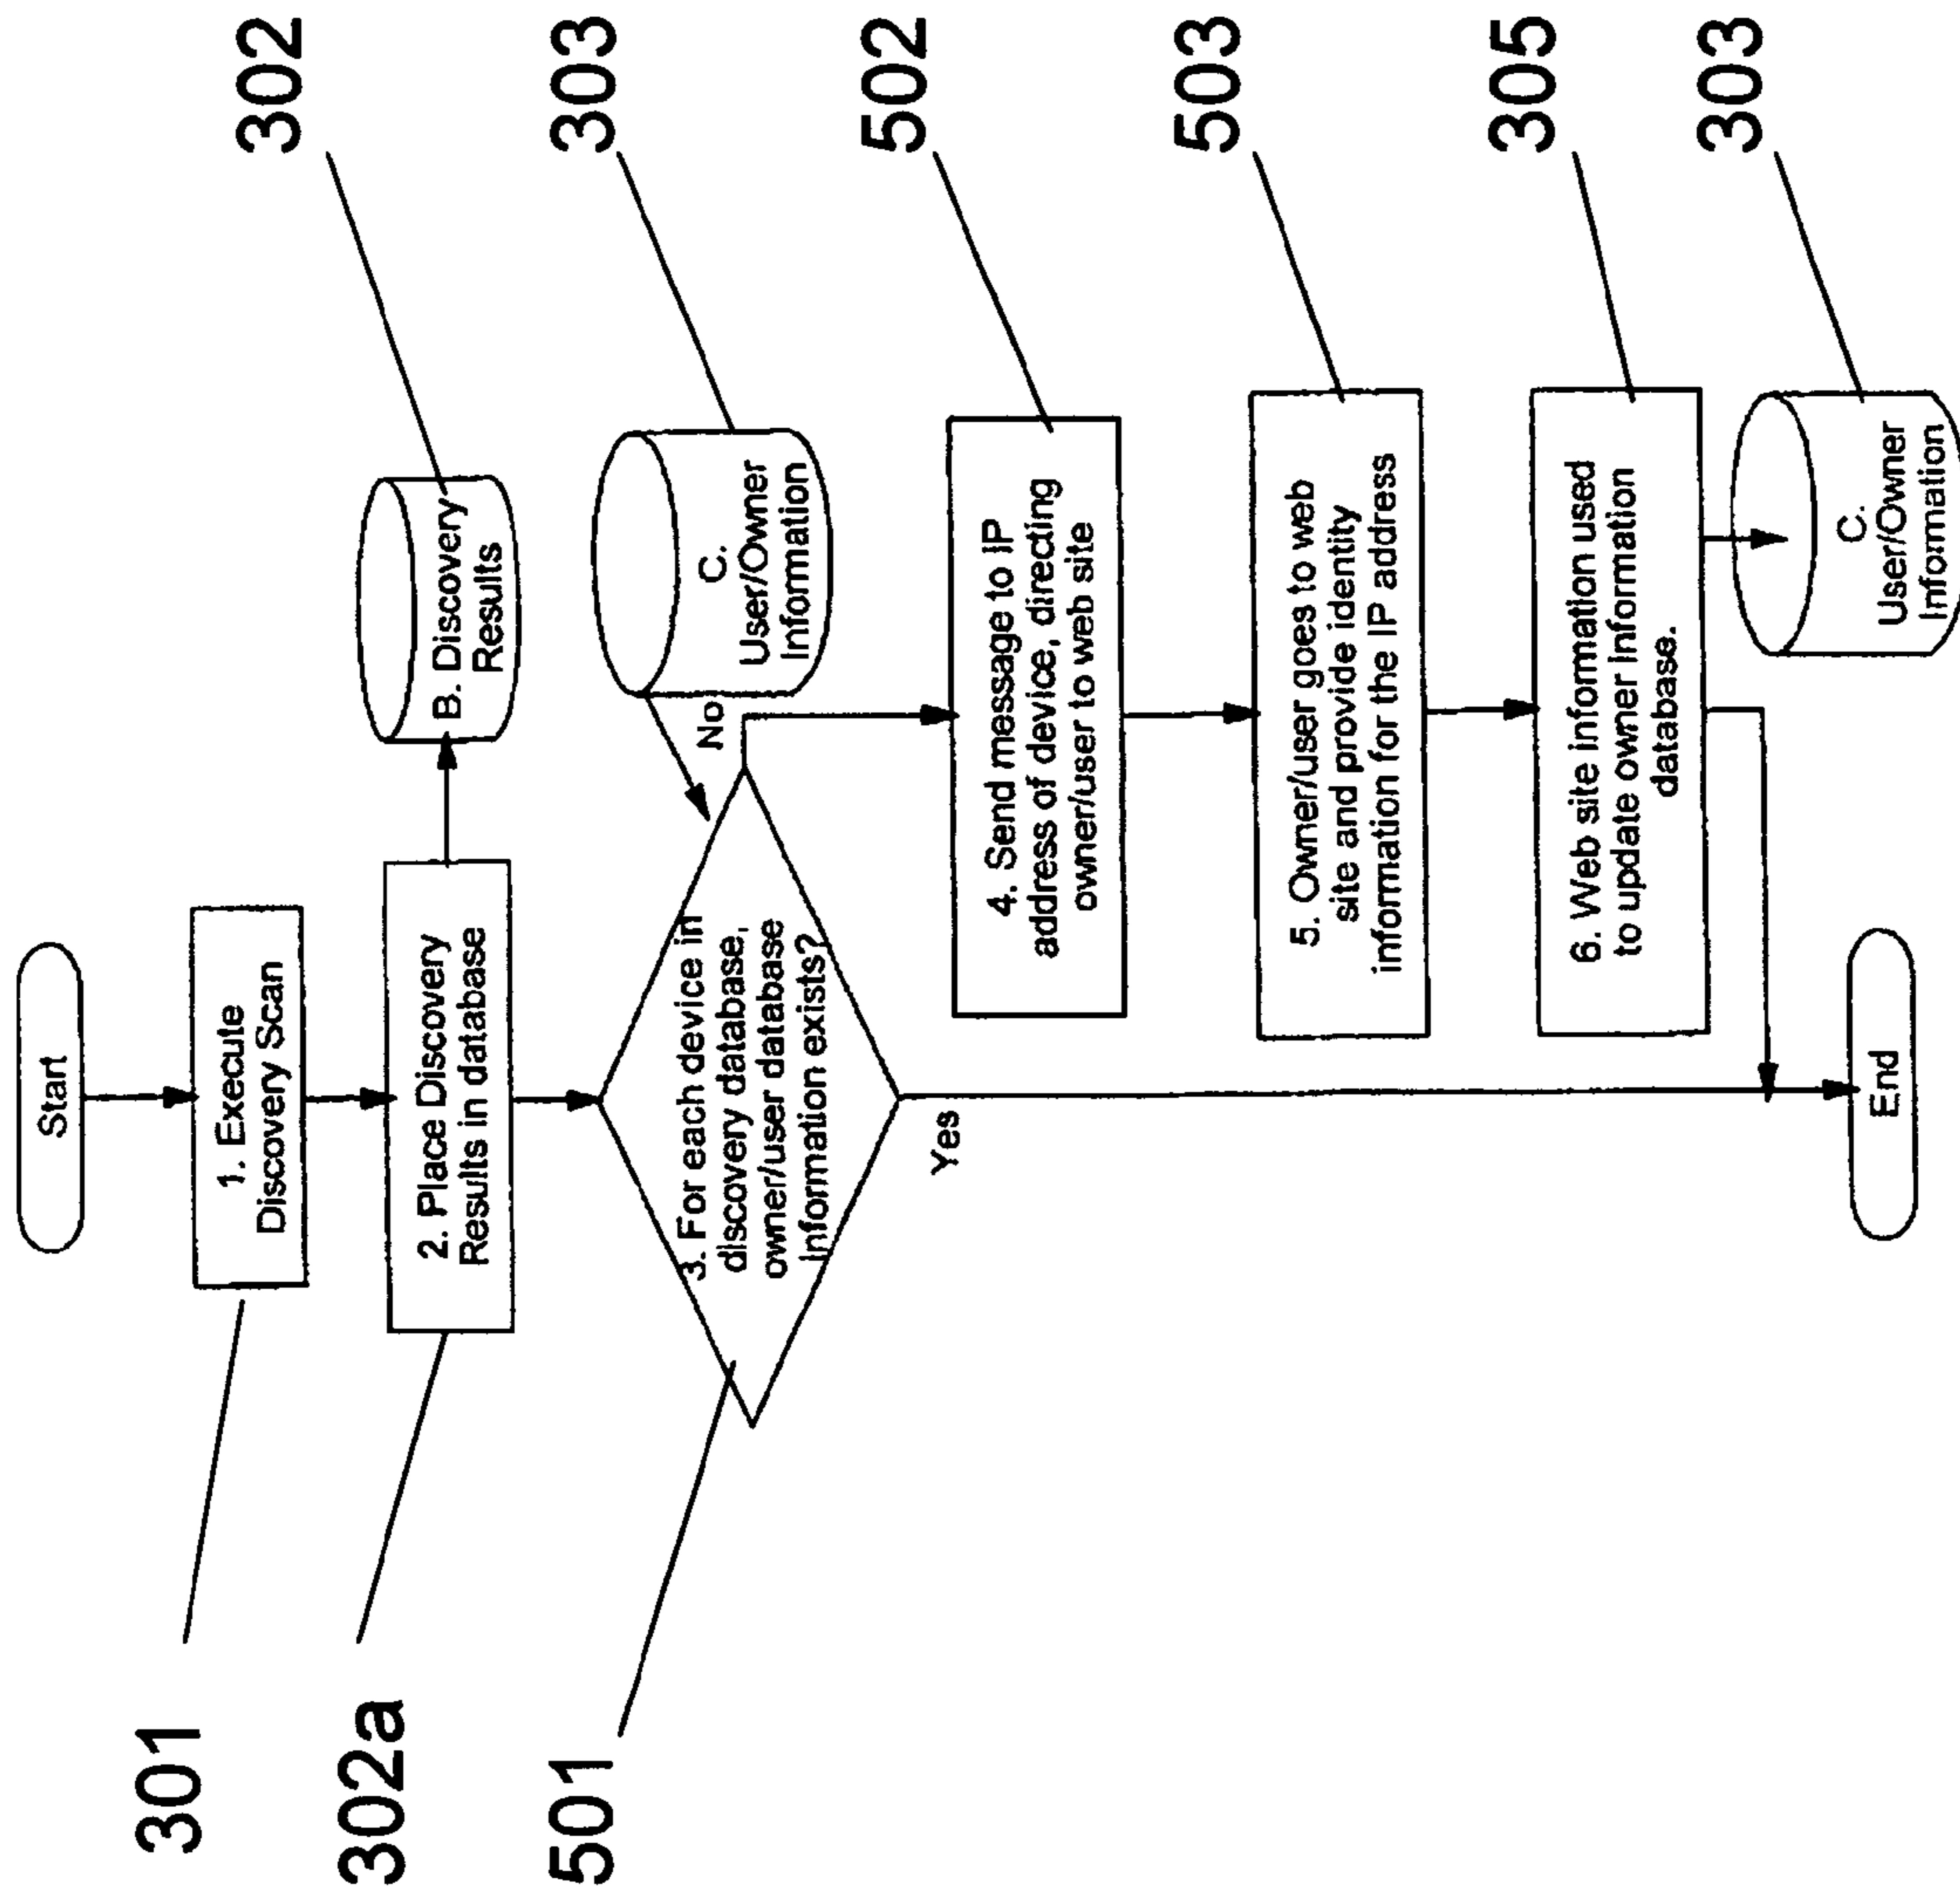 Start
301
1. Execute
Discovery Scan
302a
2. Place Discovery
Results in database
302
B. Discovery
Results
501
3. For each device in
discovery database,
owner/user database
Information exists?
303
C.
User/Owner
Information
No
Yes
502
4. Send message to IP
address of device, directing
owner/user to web site
503
5. Owner/user goes to web
site and provide identity
information for the IP address
305
6. Web site information used
to update owner information
database.
303
C.
User/Owner
Information
End